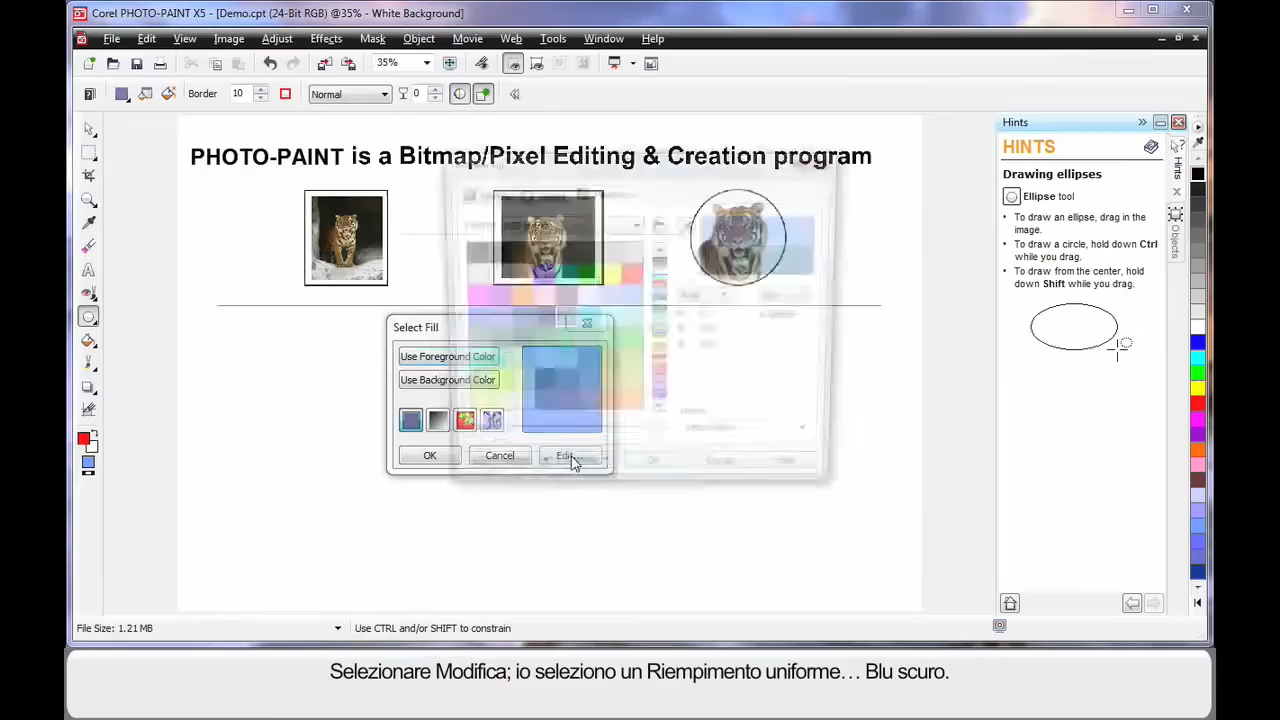 Corel PHOTO-PAINT X5 - [Demo.cpt (24-Bit RGB) @35% - White Background]
File Edit View Image Adjust Effects Mask Object Movie Web Tools Window Help
35%
Border 10 Normal 0
Hints
PHOTO-PAINT is a Bitmap/Pixel Editing & Creation program
HINTS
Drawing ellipses
Ellipse tool
• To draw an ellipse, drag in the
image.
• To draw a circle, hold down Ctrl
while you drag.
• To draw from the center, hold
down Shift while you drag.
Hints
Objects
Select Fill
Use Foreground Color
Use Background Color
OK Cancel
File Size: 1.21 MB Use CTRL and/or SHIFT to constrain
Selezionare Modifica; io seleziono un Riempimento uniforme… Blu scuro.